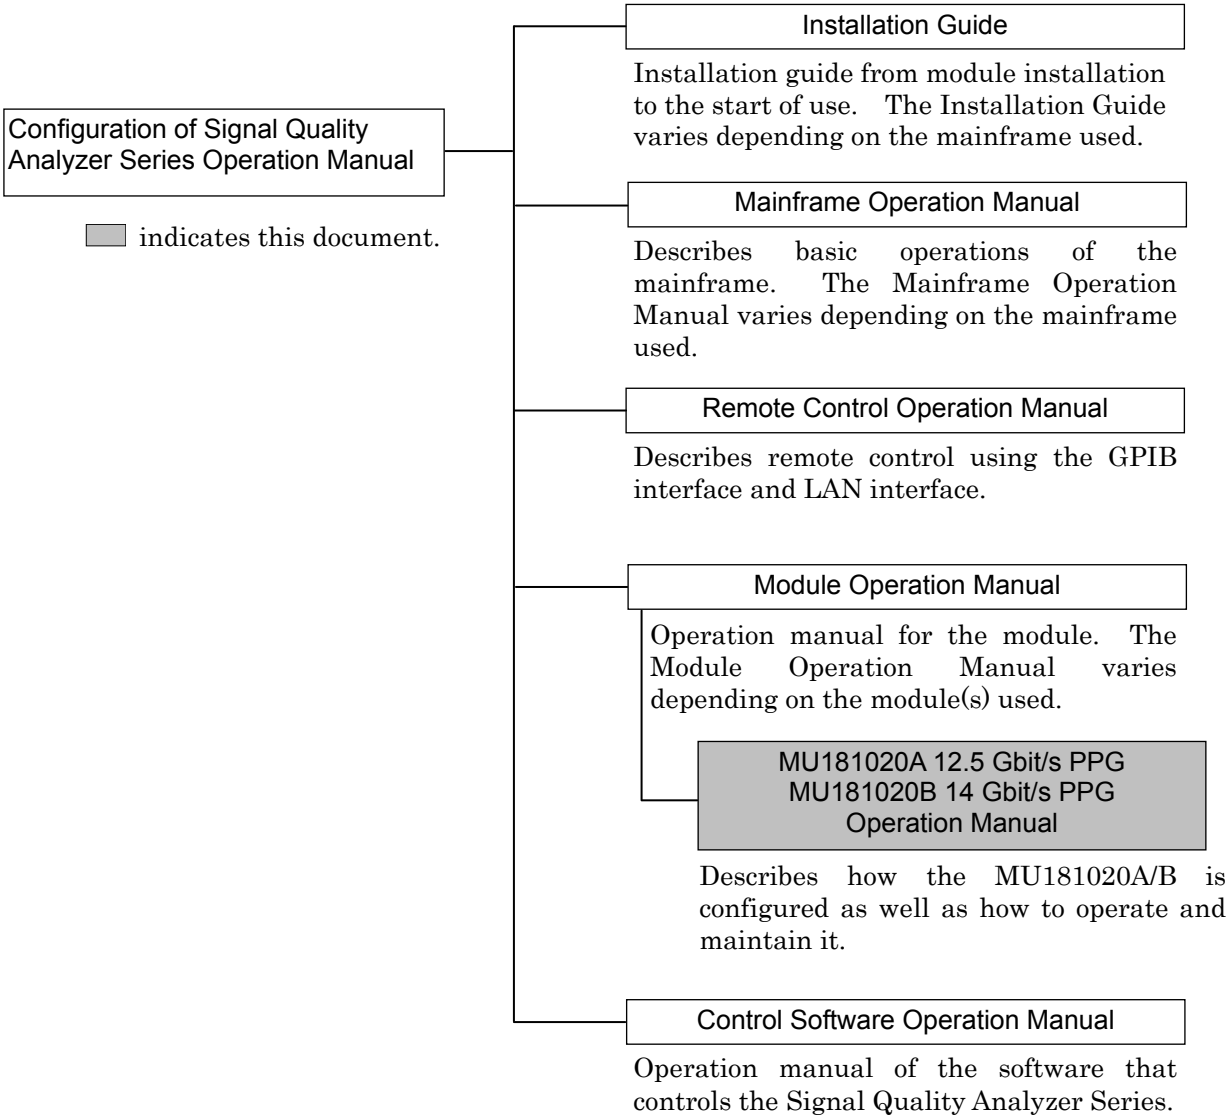 Installation Guide
Installation guide from module installation
to the start of use. The Installation Guide
varies depending on the mainframe used.
Configuration of Signal Quality
Analyzer Series Operation Manual
indicates this document.
Mainframe Operation Manual
Describes basic operations of the
mainframe. The Mainframe Operation
Manual varies depending on the mainframe
used.
Remote Control Operation Manual
Describes remote control using the GPIB
interface and LAN interface.
Module Operation Manual
Operation manual for the module. The
Module Operation Manual varies
depending on the module(s) used.
MU181020A 12.5 Gbit/s PPG
MU181020B 14 Gbit/s PPG
Operation Manual
Describes how the MU181020A/B is
configured as well as how to operate and
maintain it.
Control Software Operation Manual
Operation manual of the software that
controls the Signal Quality Analyzer Series.